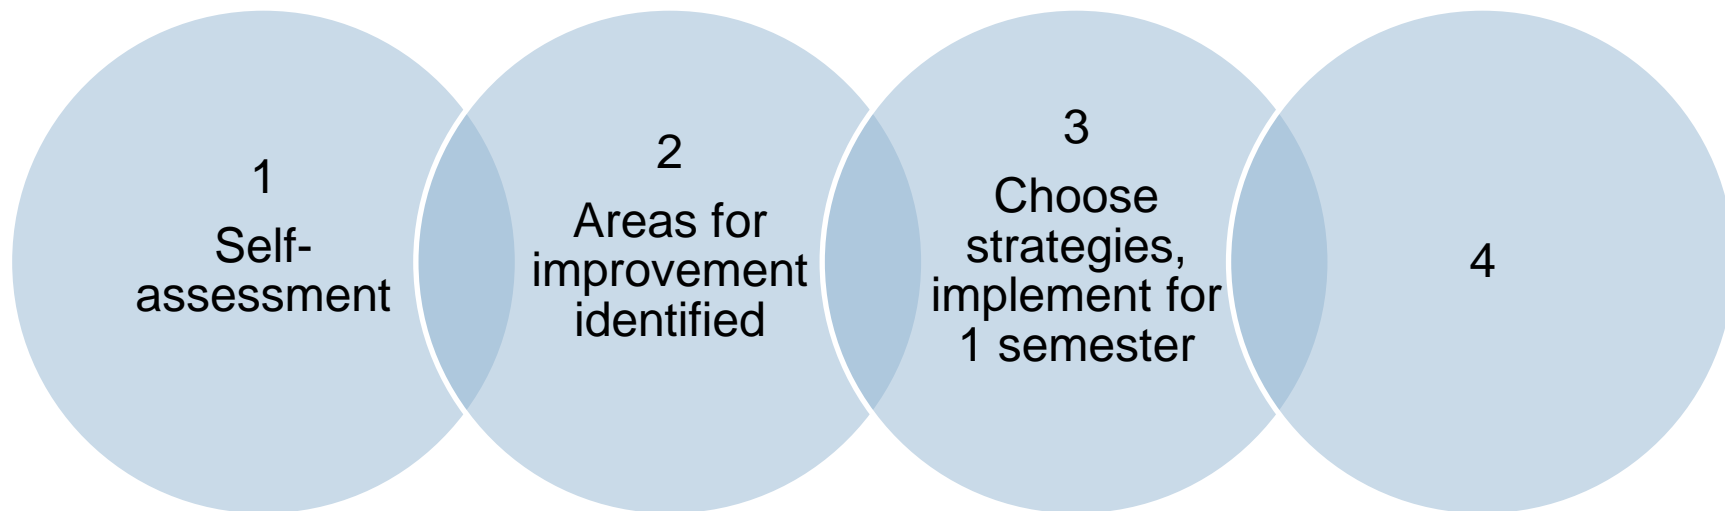 1
Self-
assessment
2
Areas for
improvement
identified
3
Choose
strategies,
implement for
1 semester
4